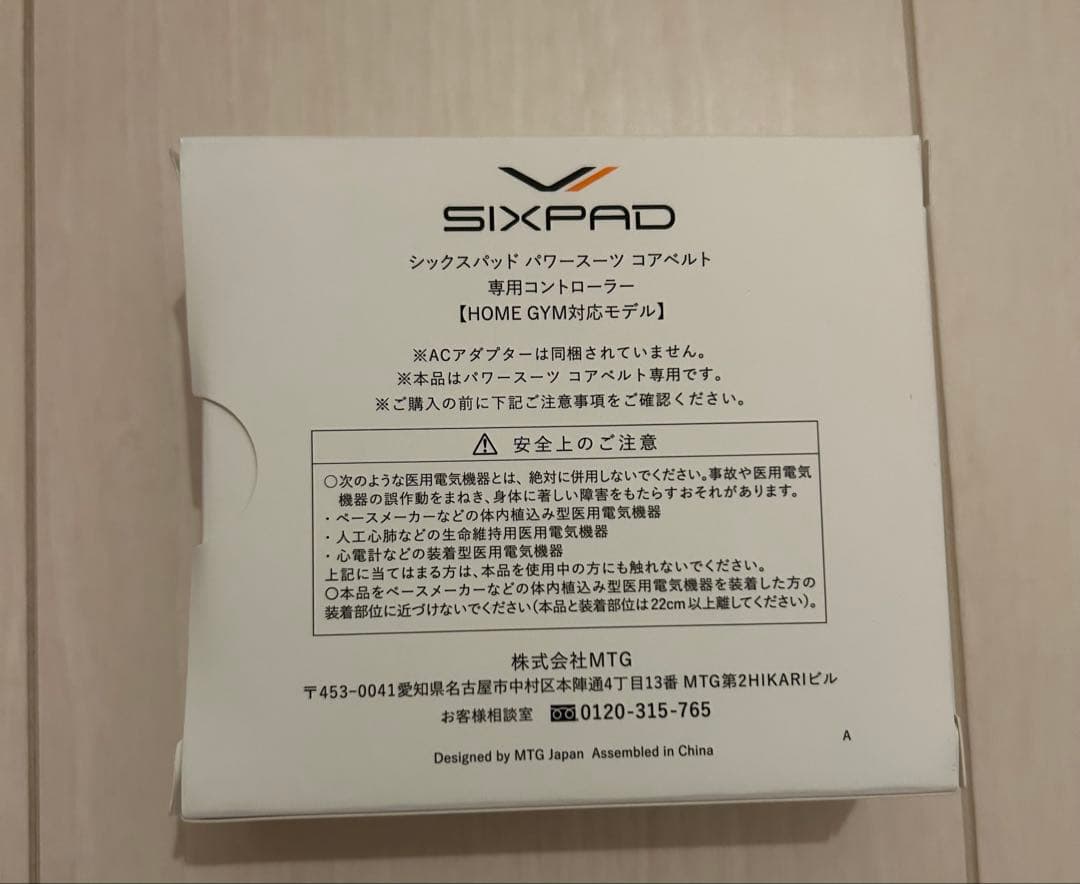 SIXPAD
シックスパッド パワースーツ コアベルト
専用コントローラー
【HOME GYM対応モデル】
※ACアダプターは同梱されていません。
※本品はパワースーツ コアベルト専用です。
※ご購入の前に下記ご注意事項をご確認ください。
安全上のご注意
○次のような医用電気機器とは、絶対に併用しないでください。事故や医用電気
機器の誤作動をまねき、身体に著しい障害をもたらすおそれがあります。
・ペースメーカーなどの体内植込み型医用電気機器
・人工心肺などの生命維持用医用電気機器
・心電計などの装着型医用電気機器
上記に当てはまる方は、本品を使用中の方にも触れないでください。
○本品をペースメーカーなどの体内植込み型医用電気機器を装着した方の
装着部位に近づけないでください（本品と装着部位は22cm以上離してください）。
株式会社MTG
〒453-0041愛知県名古屋市中村区本陣通4丁目13番 MTG第2HIKARIビル
お客様相談室 0120-315-765
A
Designed by MTG Japan Assembled in China